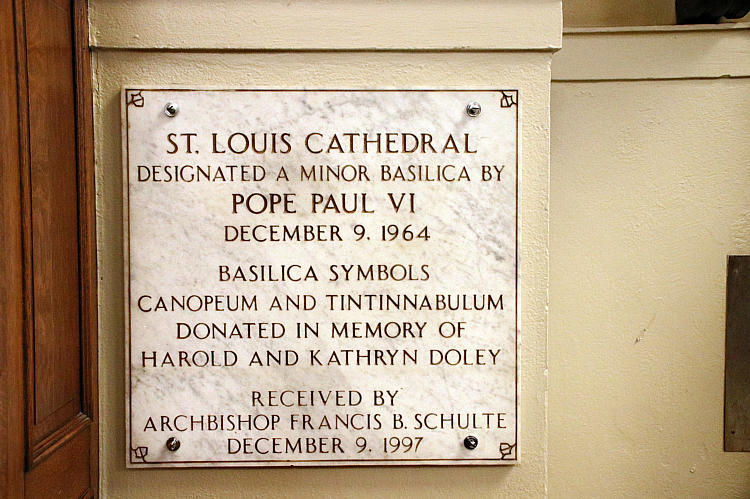 ST. LOUIS CATHEDRAL
DESIGNATED A MINOR BASILICA BY
POPE PAUL VI
DECEMBER 9, 1964
BASILICA SYMBOLS
CANOPEUM AND TINTINNABULUM
DONATED IN MEMORY OF
HAROLD AND KATHRYN DOLEY
RECEIVED BY
ARCHBISHOP FRANCIS B. SCHULTE
DECEMBER 9, 1997